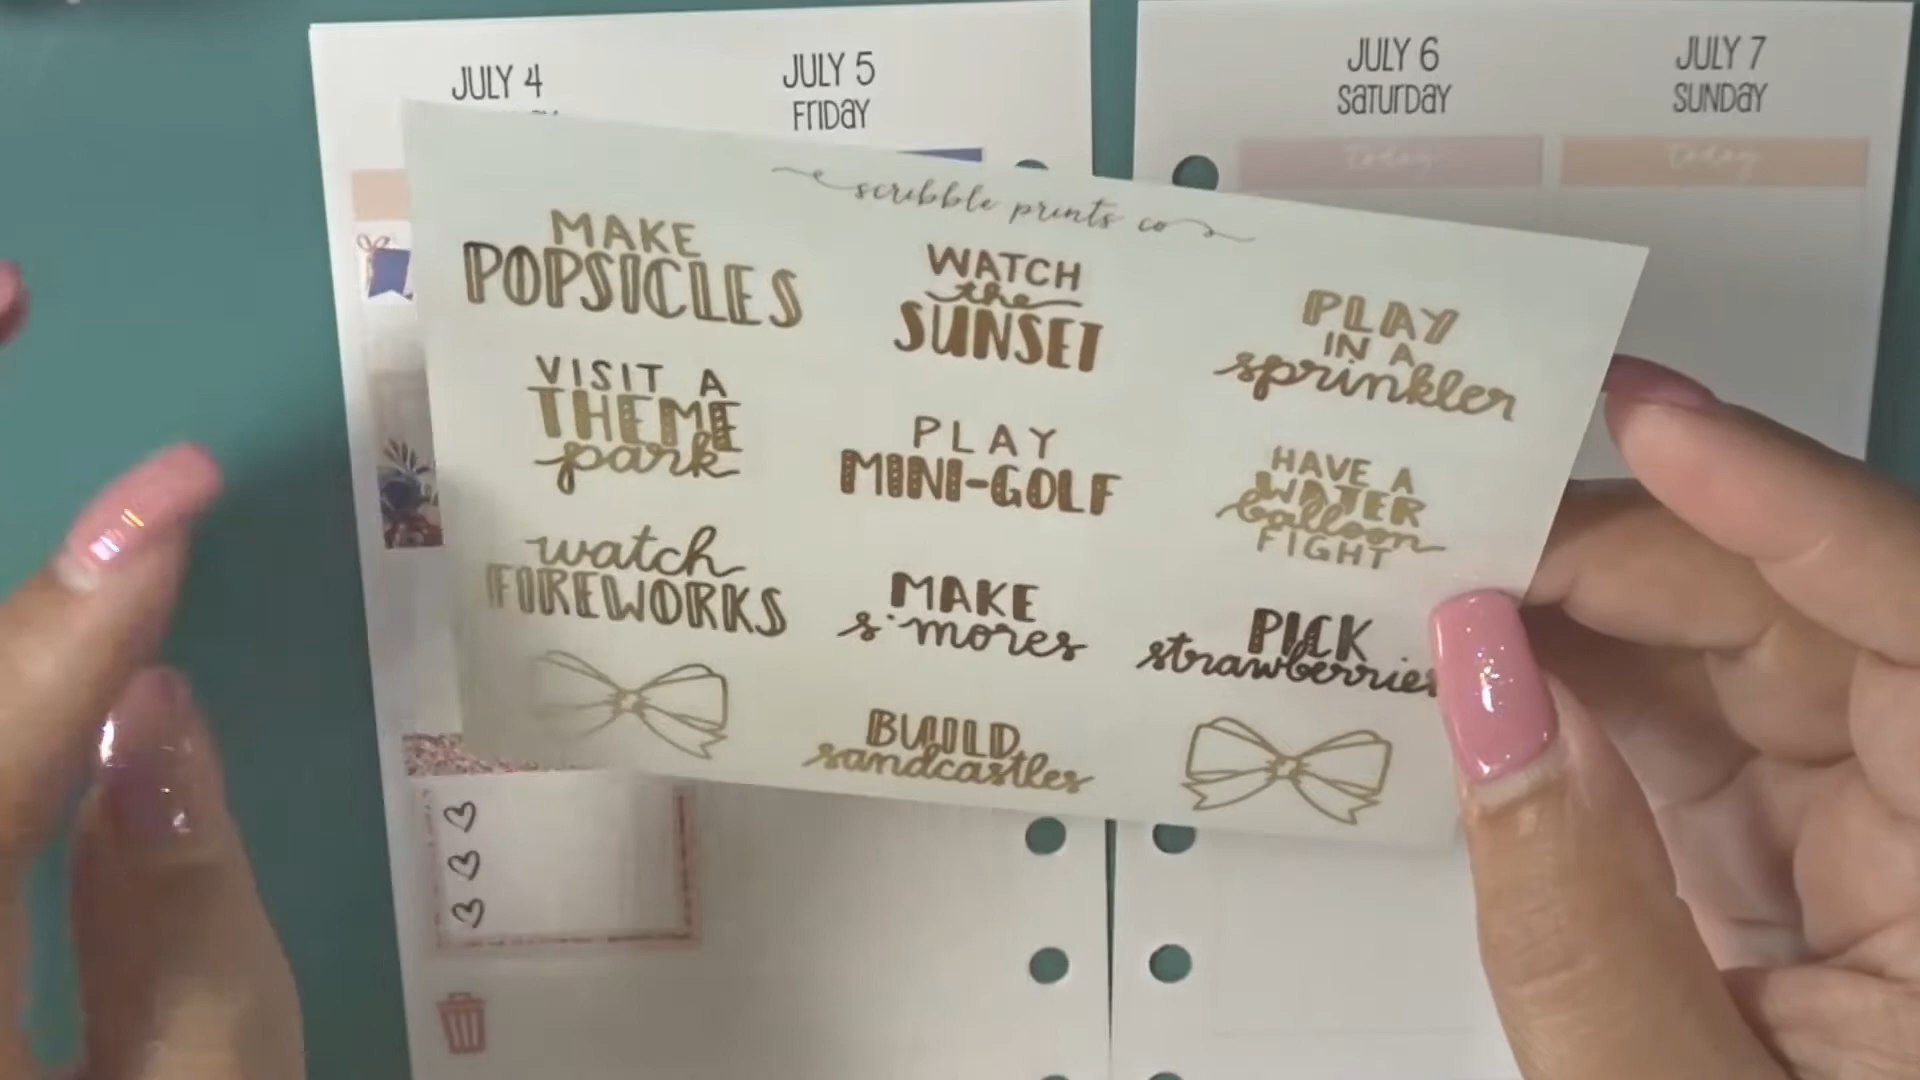 JULY 4
JULY 5
FRIDAY
JULY 6
SATURDAY
JULY 7
SUNDAY
today
today
scribble prints co
MAKE
POPSICLES
WATCH
the
SUNSET
PLAY
IN A
sprinkler
VISIT A
THEME
park
PLAY
MINI-GOLF
HAVE A
WATER
balloon
FIGHT
watch
FIREWORKS
MAKE
s'mores
PICK
strawberries
BUILD
sandcastles